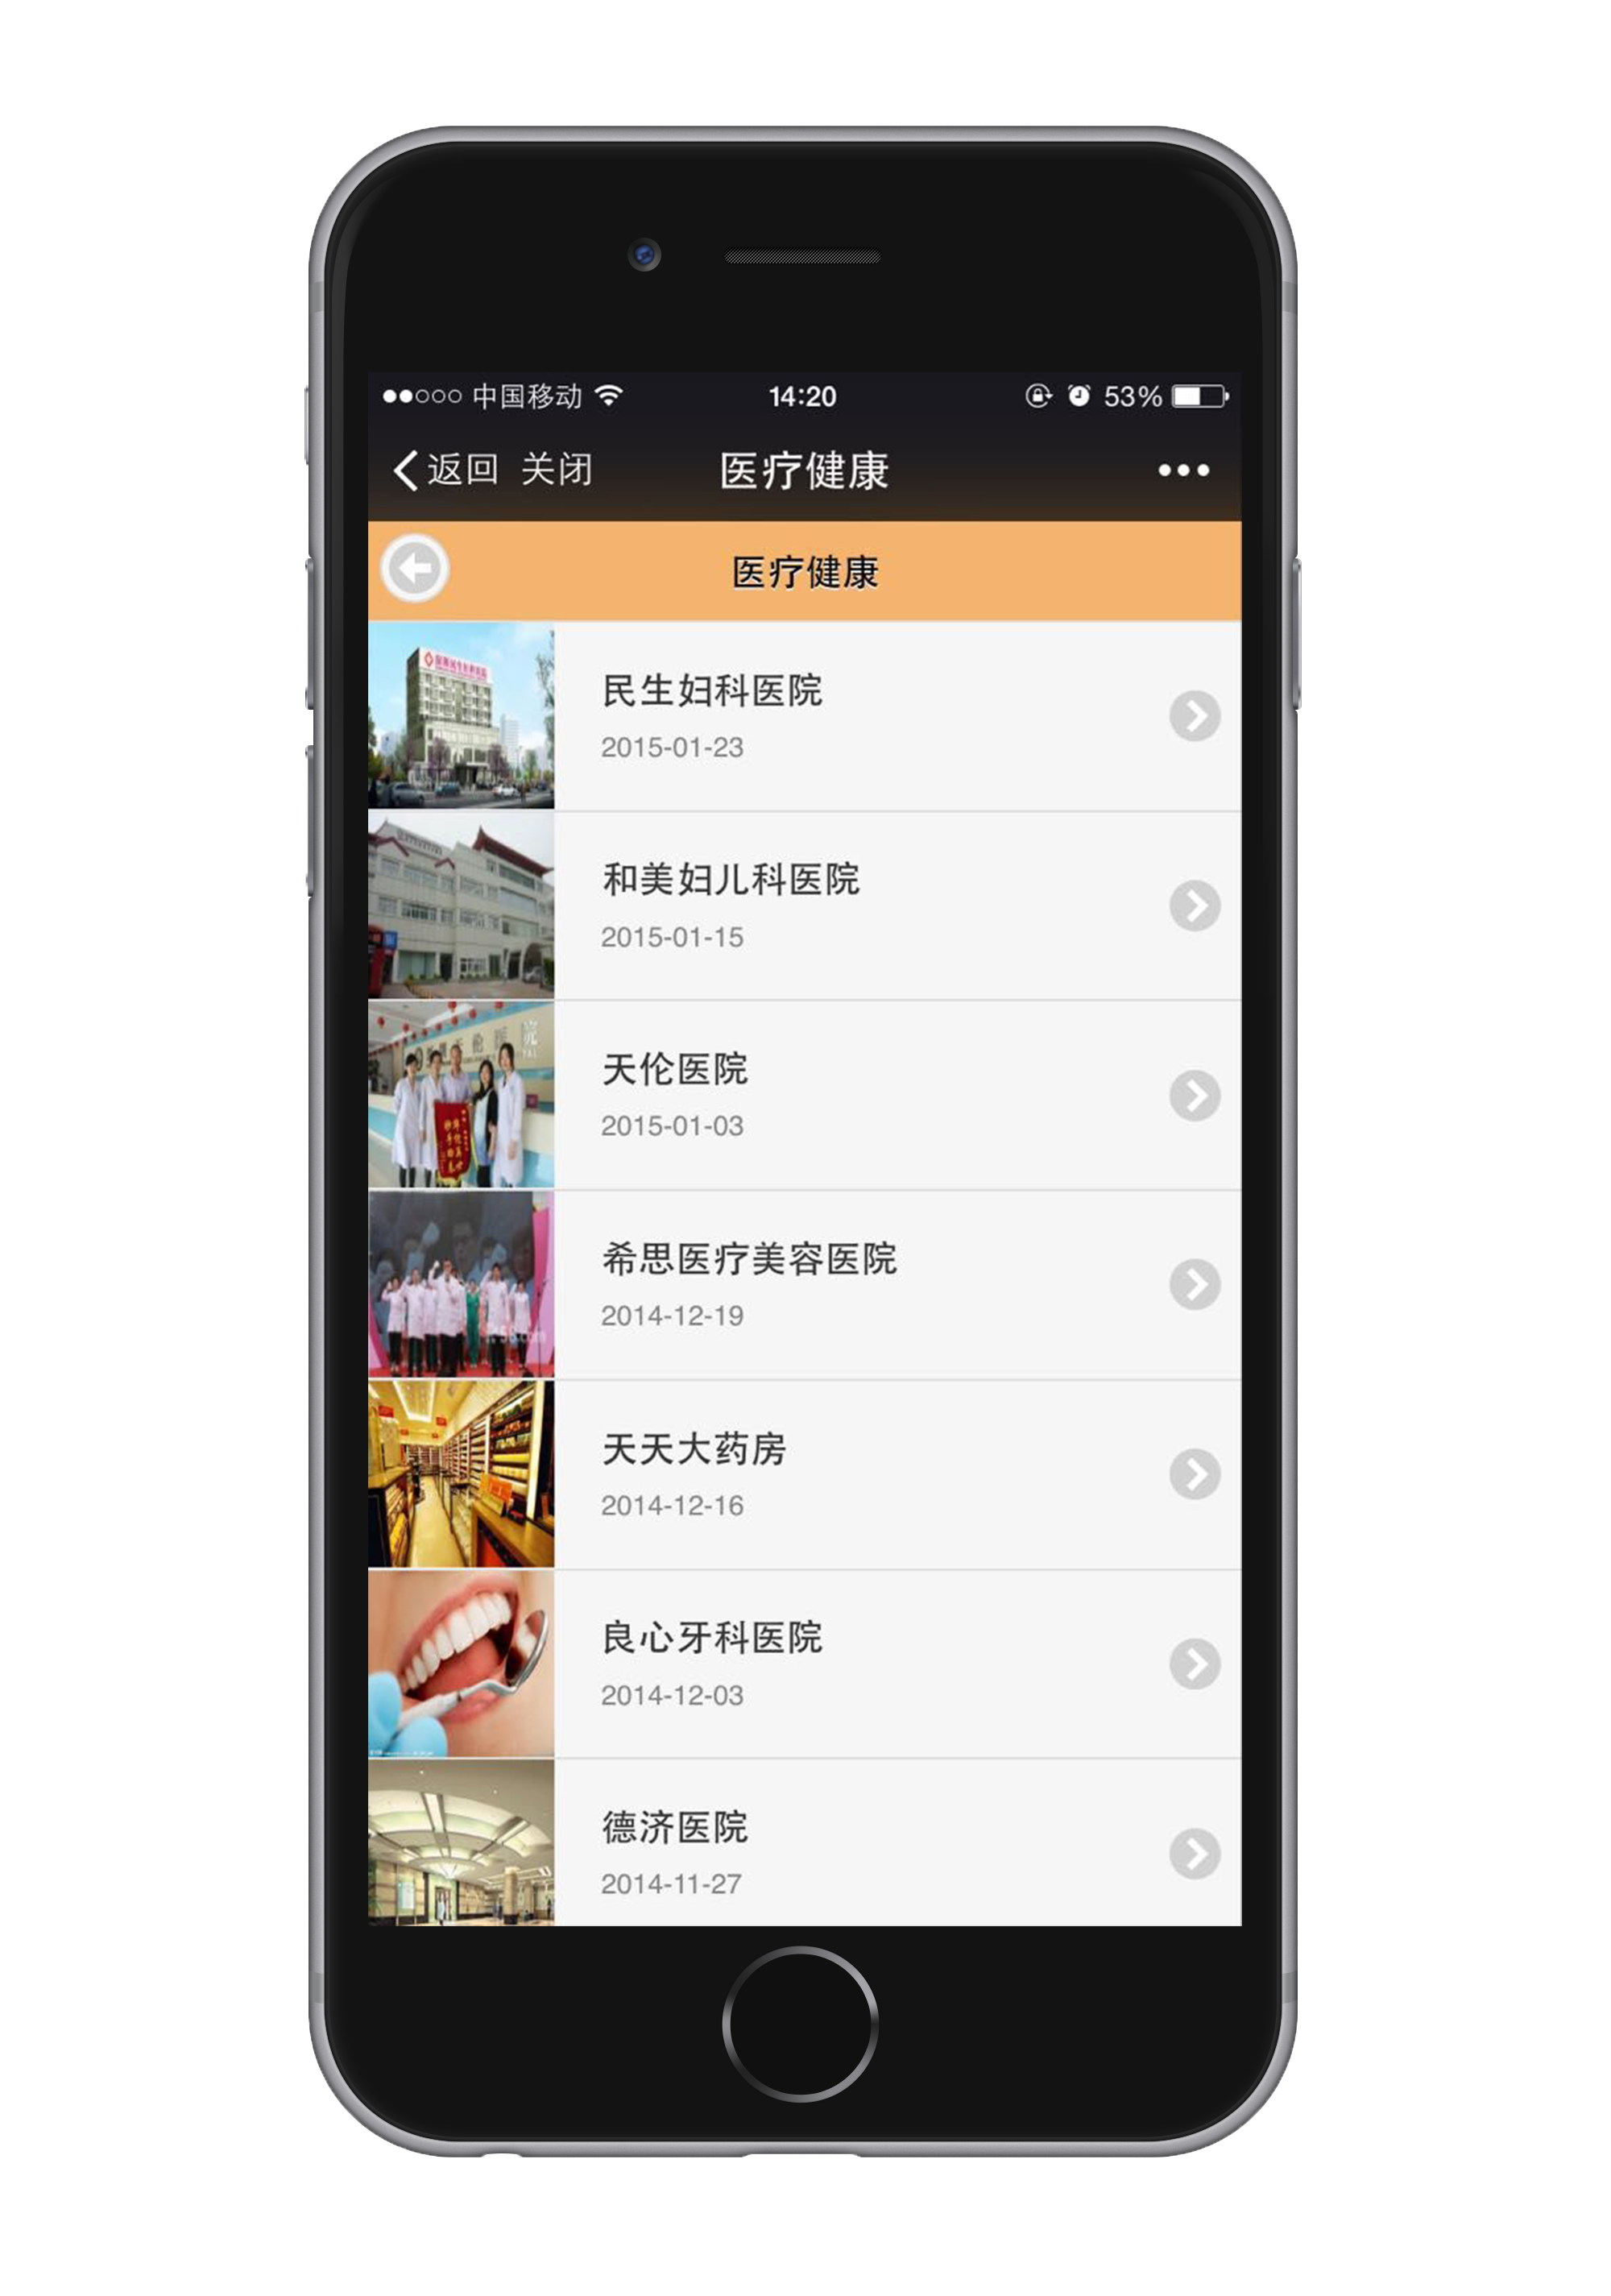 中国移动 14:20 53%
返回 关闭 医疗健康
医疗健康
民生妇科医院
2015-01-23
和美妇儿科医院
2015-01-15
天伦医院
2015-01-03
希思医疗美容医院
2014-12-19
天天大药房
2014-12-16
良心牙科医院
2014-12-03
德济医院
2014-11-27